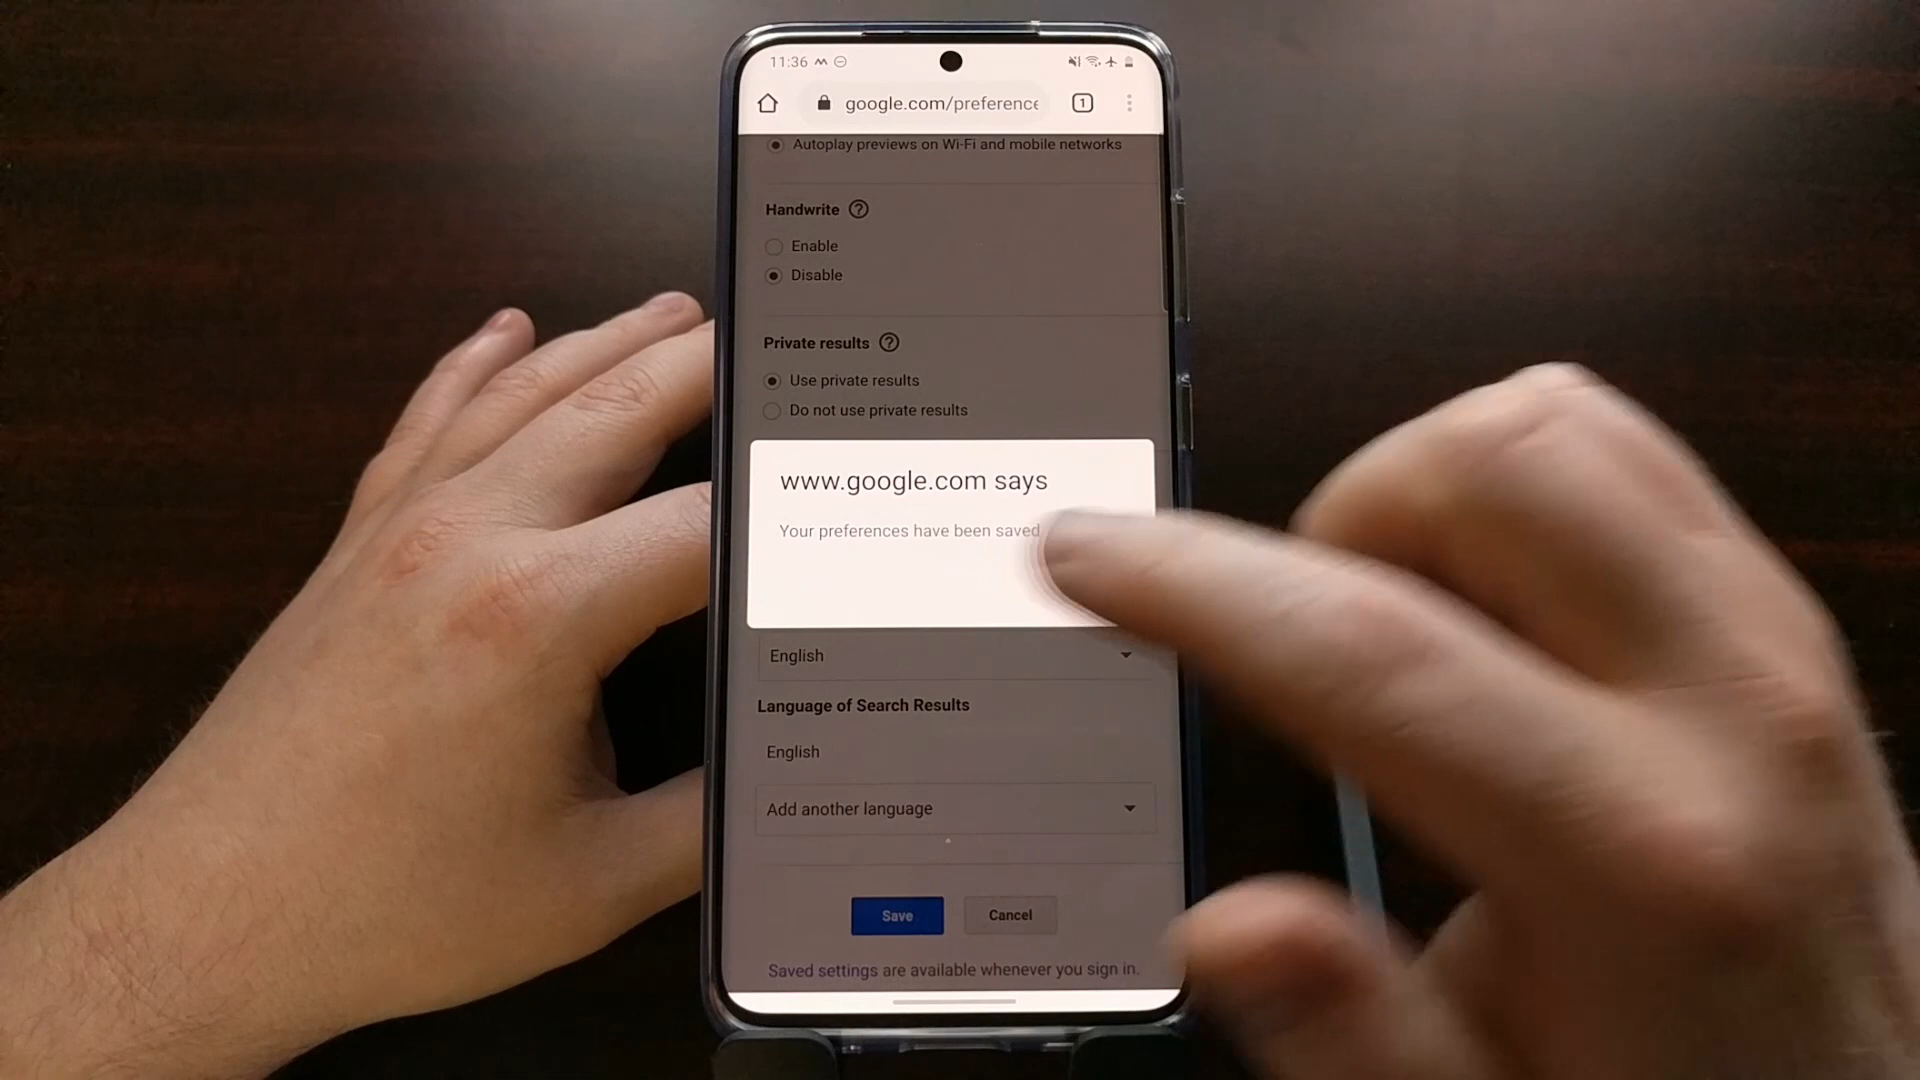 11:36
google.com/preference
1
Autoplay previews on Wi-Fi and mobile networks
Handwrite ?
Enable
Disable
Private results ?
Use private results
Do not use private results
www.google.com says
Your preferences have been saved
English
Language of Search Results
English
Add another language
Save Cancel
Saved settings are available whenever you sign in.